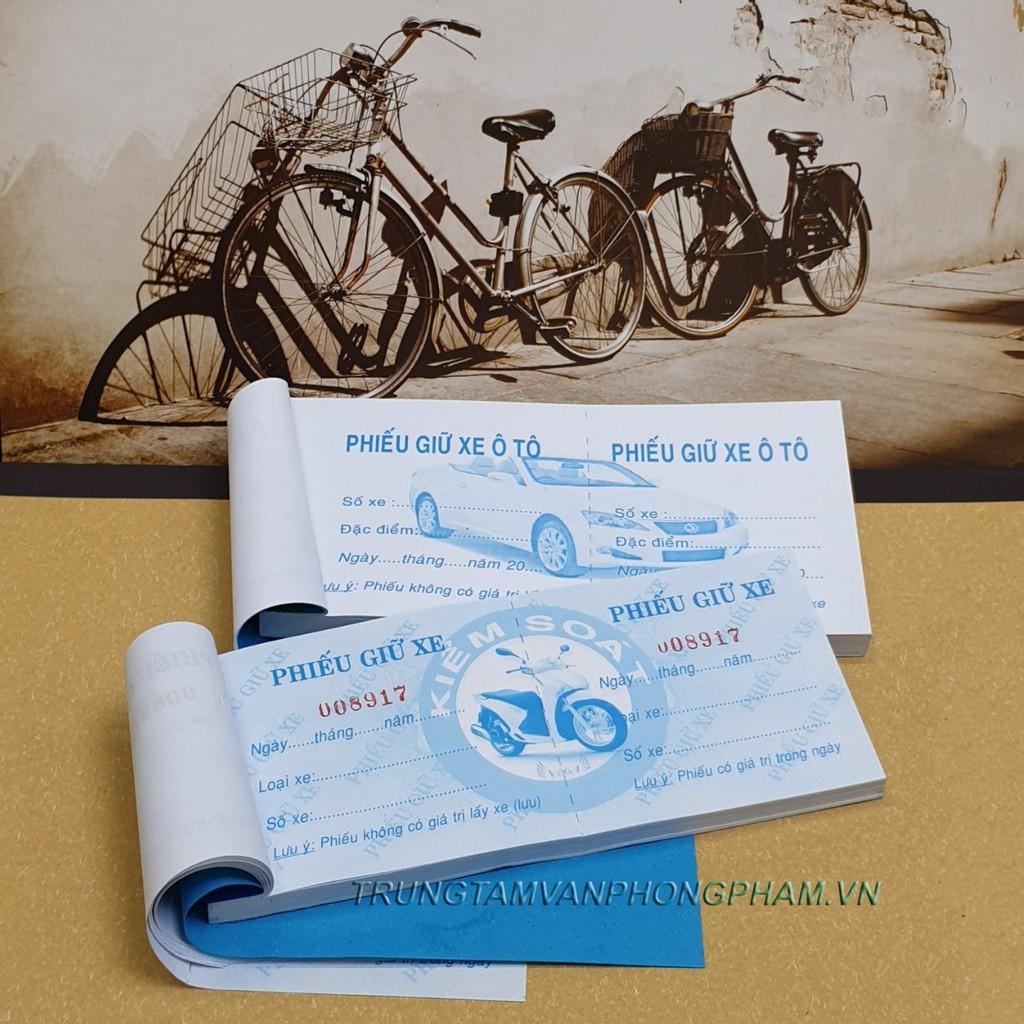 PHIẾU GIỮ XE Ô TÔ
Số xe :
Đặc điểm:
Ngày.....tháng.....năm 20....
Lưu ý: Phiếu không có giá trị
PHIẾU GIỮ XE Ô TÔ
Số xe :
Đặc điểm:
Ngày
xe
PHIẾU GIỮ XE
008917
Ngày......tháng.......năm
Loại xe:
Số xe:
Lưu ý: Phiếu không có giá trị lấy xe (lưu)
KIỂM SOÁT
PHIẾU GIỮ XE
008917
Ngày......tháng.......năm
Loại xe:
Số xe:
Lưu ý: Phiếu có giá trị trong ngày
TRUNGTAMVANPHONGPHAM.VN